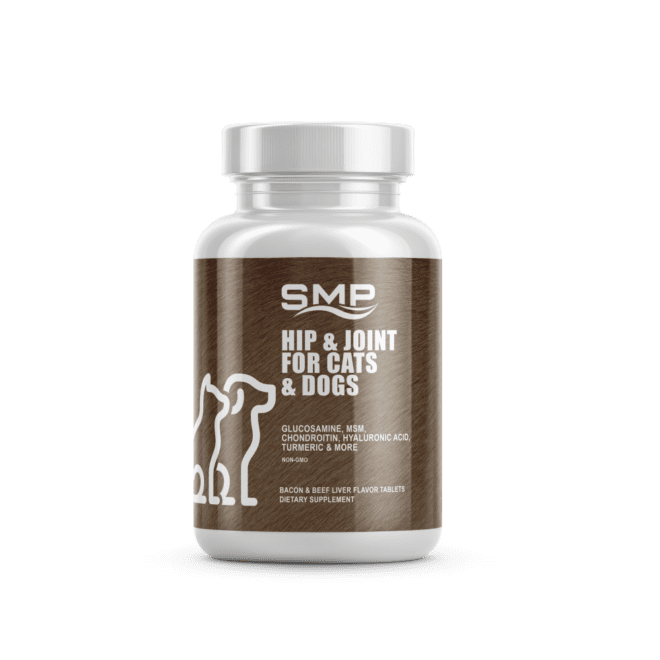 SMP
HIP & JOINT
FOR CATS
& DOGS
GLUCOSAMINE, MSM,
CHONDROITIN, HYALURONIC ACID,
TURMERIC & MORE
NON-GMO
BACON & BEEF LIVER FLAVOR TABLETS
DIETARY SUPPLEMENT